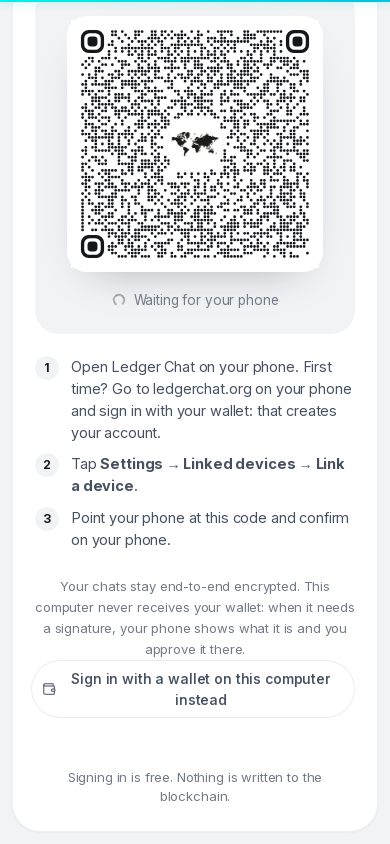 Waiting for your phone
1 Open Ledger Chat on your phone. First
time? Go to ledgerchat.org on your phone
and sign in with your wallet: that creates
your account.
2 Tap Settings → Linked devices → Link
a device.
3 Point your phone at this code and confirm
on your phone.
Your chats stay end-to-end encrypted. This
computer never receives your wallet: when it needs
a signature, your phone shows what it is and you
approve it there.
Sign in with a wallet on this computer
instead
Signing in is free. Nothing is written to the
blockchain.